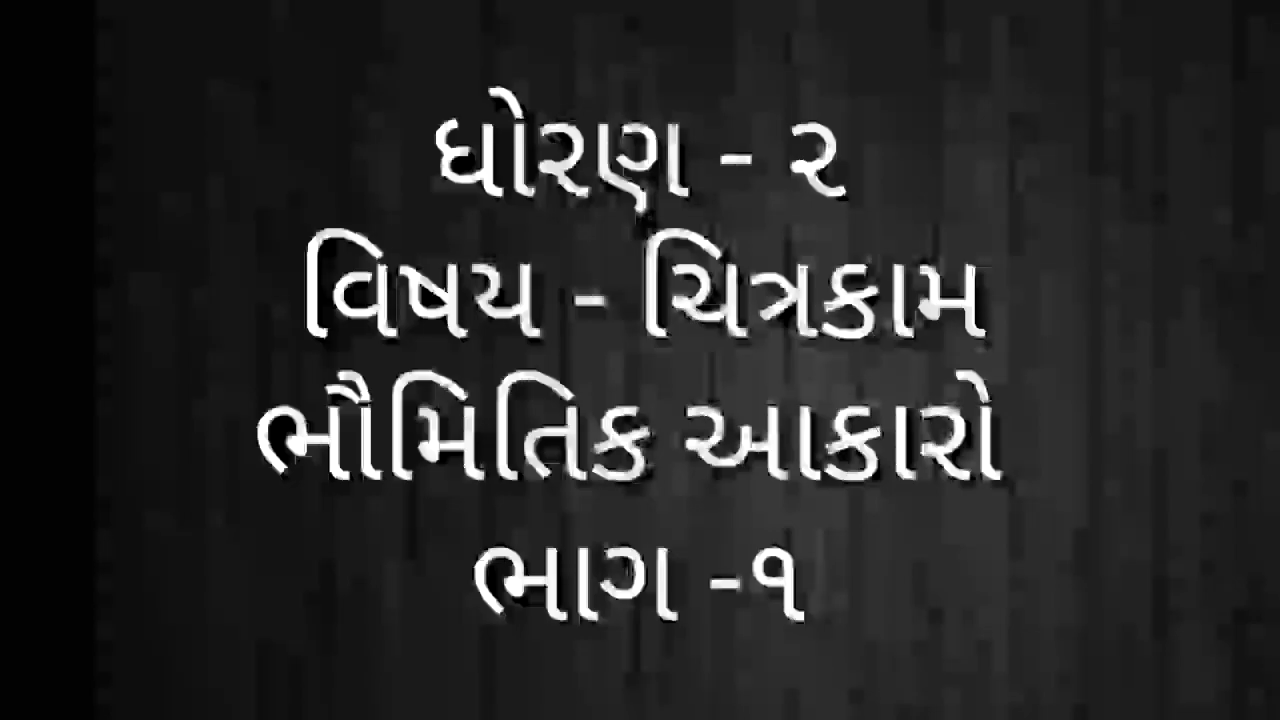 ધોરણ - ૨
વિષય - ચિત્રકામ
ભૌમિતિક આકારો
ભાગ -૧